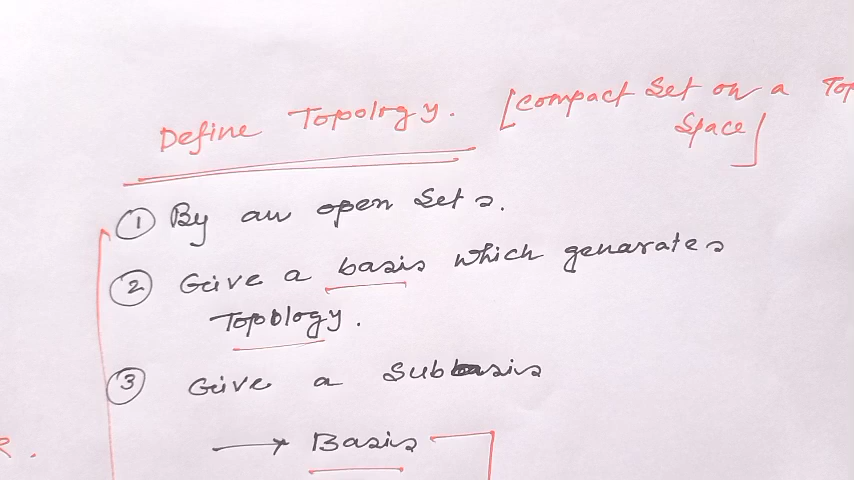 Define Topology. [Compact Set on a Top
Space]
① By an open Sets.
② Give a basis which genarates
Topology.
③ Give a Subbasis
→ Basis
R.